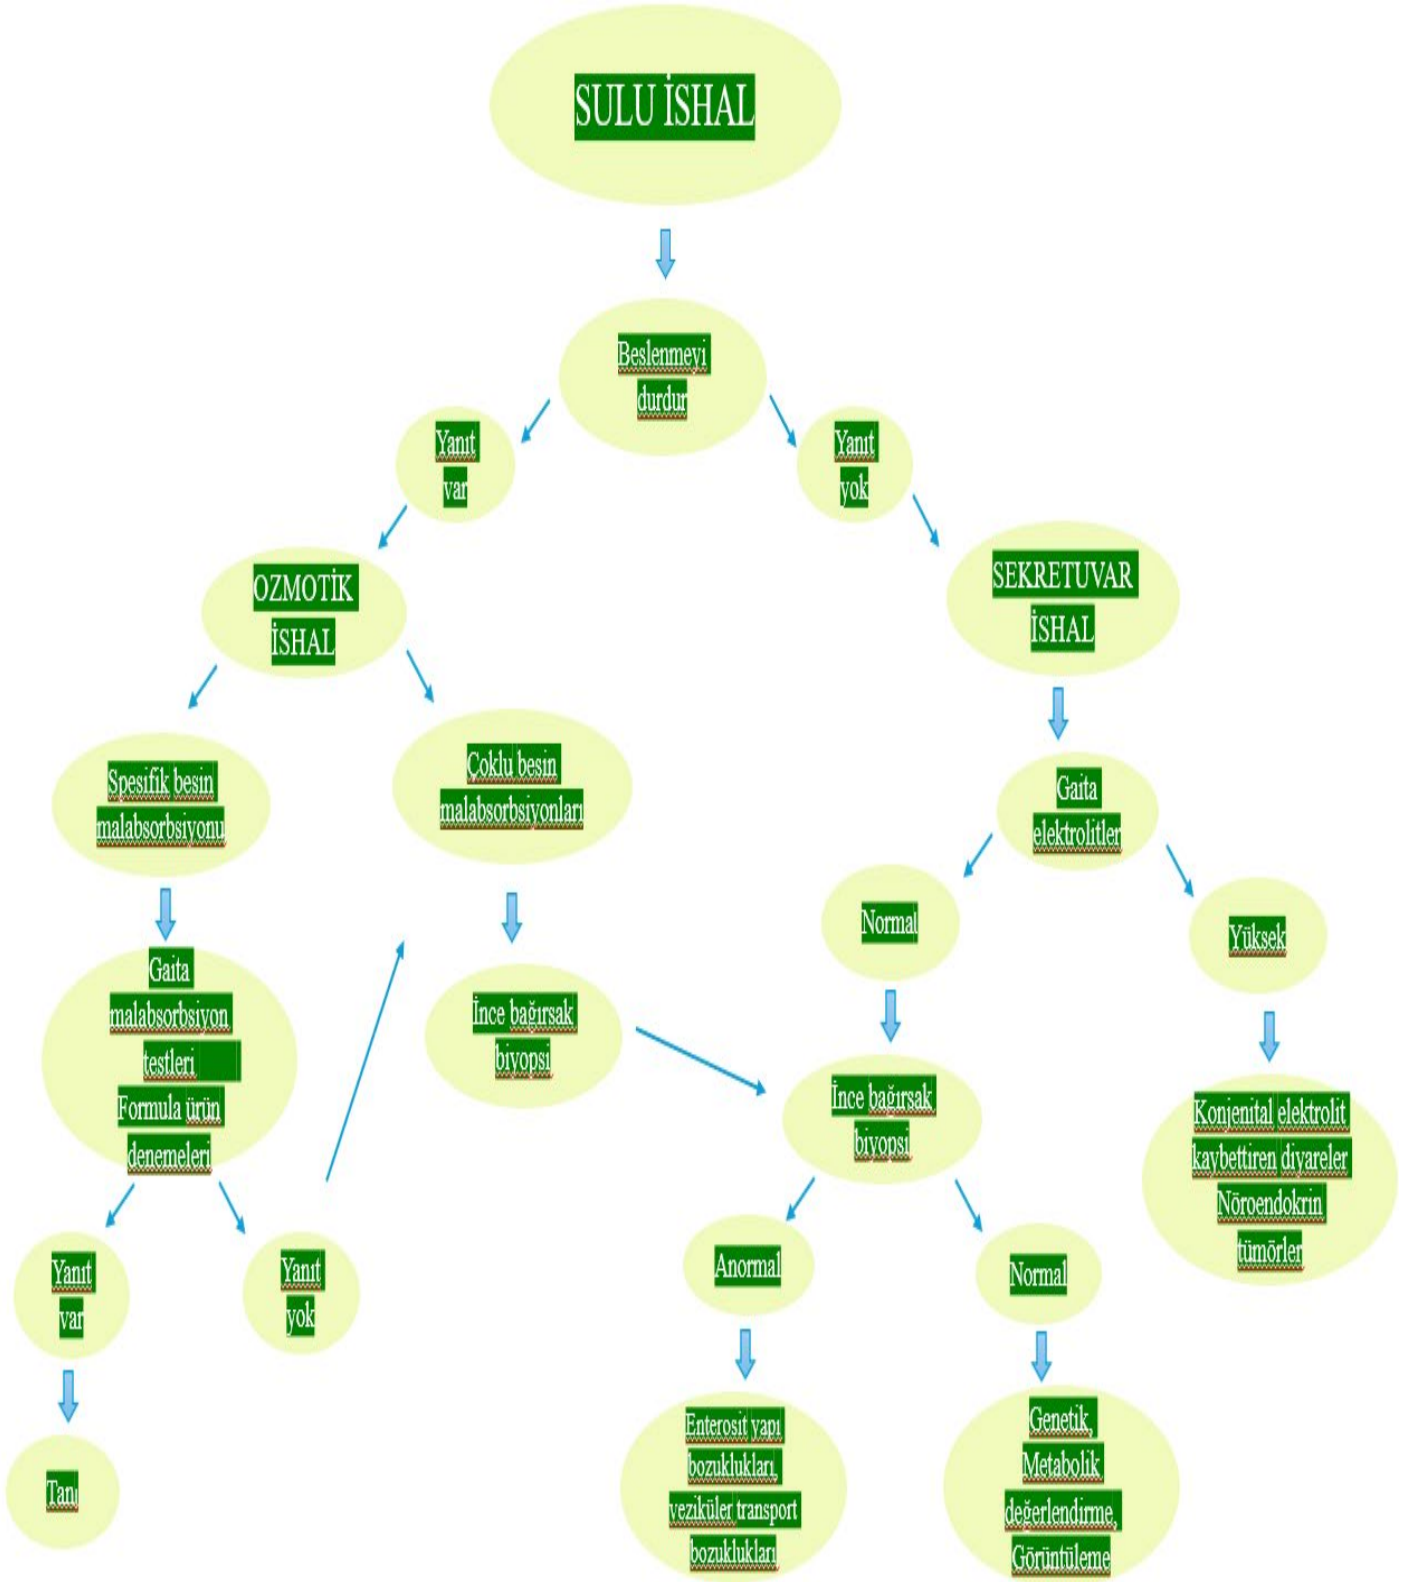 SULU İSHAL
Beslenmeyi
durdur
Yanıt
var
Yanıt
yok
OZMOTİK
İSHAL
SEKRETUVAR
İSHAL
Spesifik besin
malabsorbsiyonu
Çoklu besin
malabsorbsiyonları
Gaita
elektrolitler
Normal
Yüksek
Gaita
malabsorbsiyon
testleri
Formula ürün
denemeleri
İnce bağırsak
biyopsi
İnce bağırsak
biyopsi
Konjenital elektrolit
kaybettiren diyareler
Nöroendokrin
tümörler
Yanıt
var
Yanıt
yok
Anormal
Normal
Tanı
Enterosit yapı
bozuklukları,
veziküler transport
bozuklukları
Genetik,
Metabolik
değerlendirme,
Görüntüleme